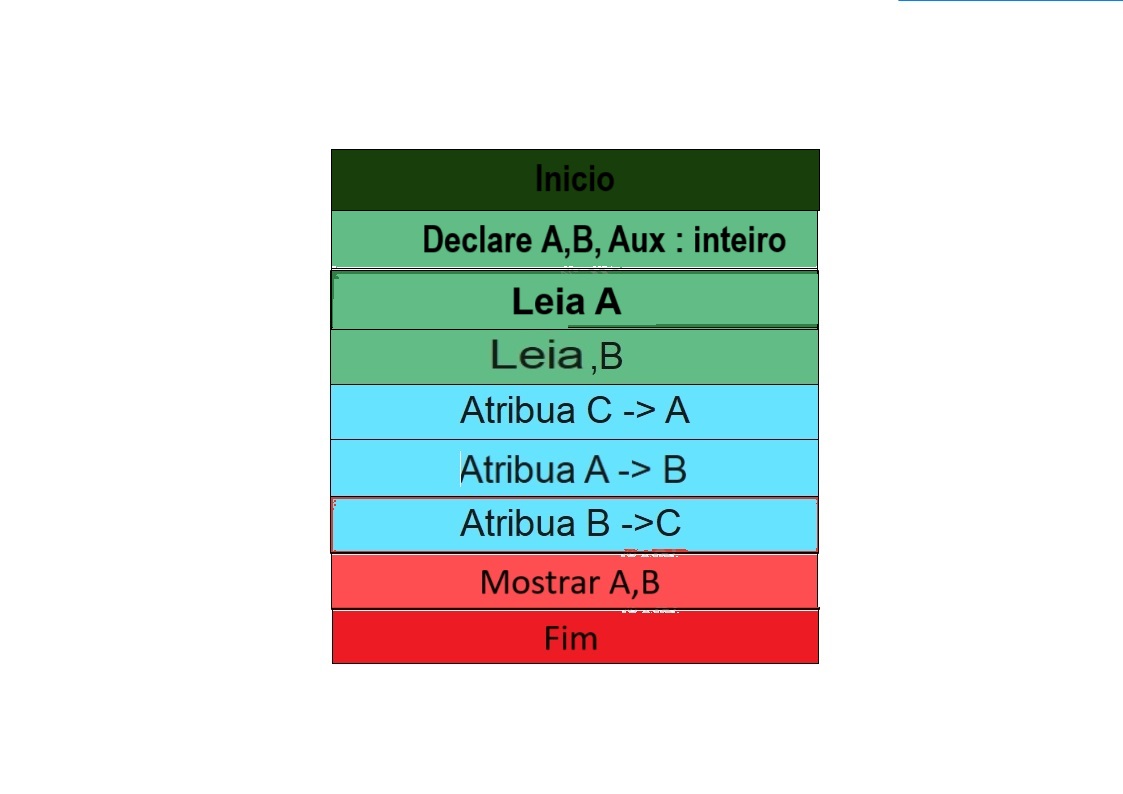 Inicio
Declare A,B, Aux : inteiro
Leia A
Leia ,B
Atribua C -> A
Atribua A -> B
Atribua B ->C
Mostrar A,B
Fim